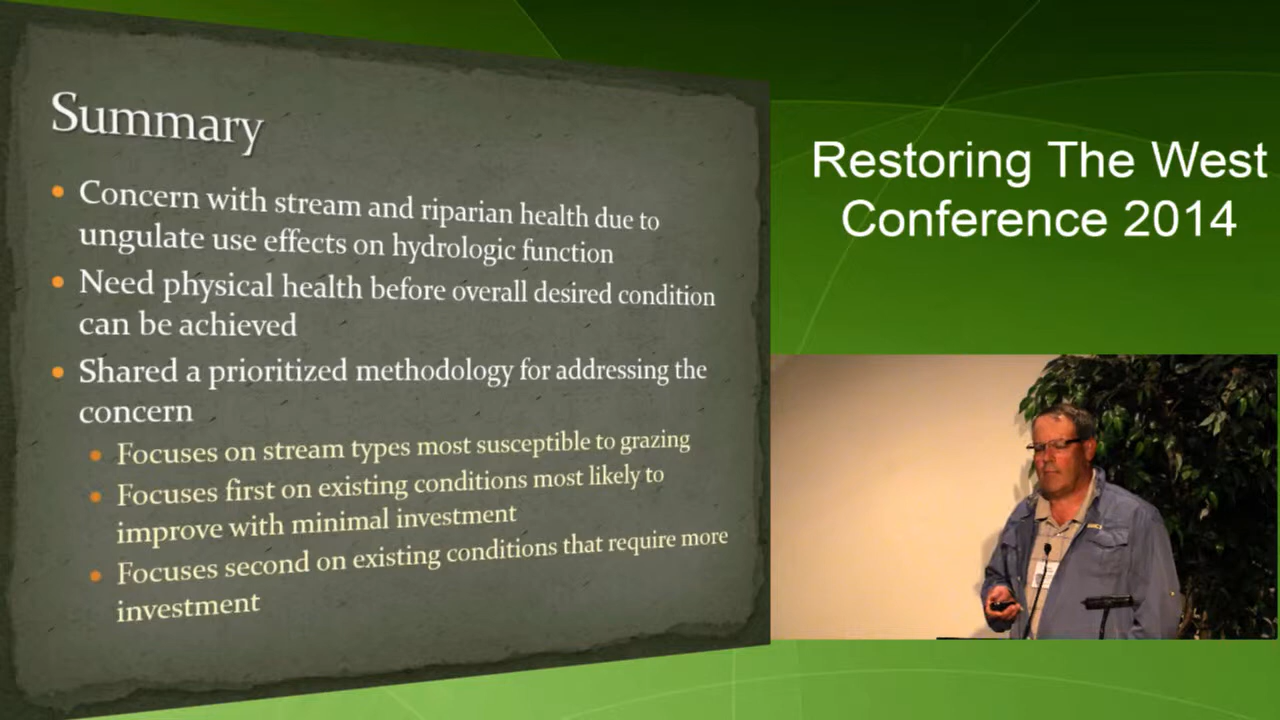 Summary
Concern with stream and riparian health due to
ungulate use effects on hydrologic function
Need physical health before overall desired condition
can be achieved
Shared a prioritized methodology for addressing the
concern
Focuses on stream types most susceptible to grazing
Focuses first on existing conditions most likely to
improve with minimal investment
Focuses second on existing conditions that require more
investment
Restoring The West
Conference 2014